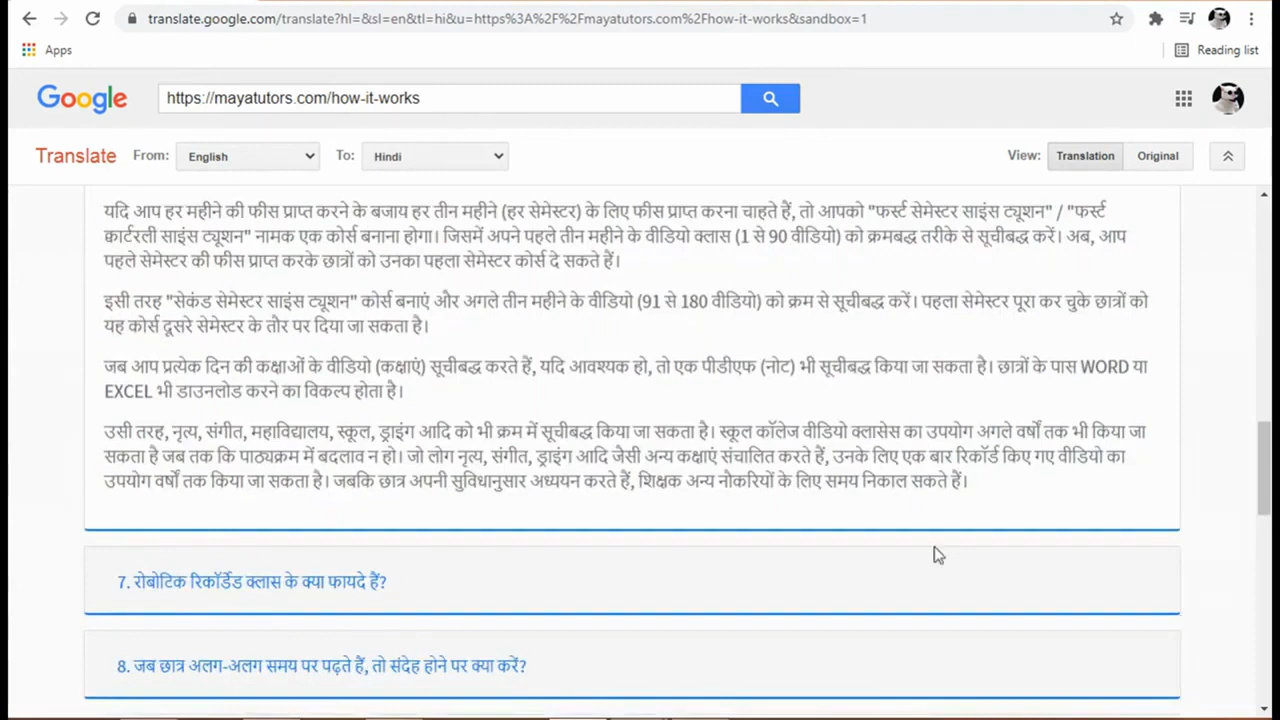 translate.google.com/translate?hl=&sl=en&tl=hi&u=https%3A%2F%2Fmayatutors.com%2Fhow-it-works&sandbox=1
Apps
Reading list
Google
https://mayatutors.com/how-it-works
Translate From: English To: Hindi View: Translation Original
यदि आप हर महीने की फीस प्राप्त करने के बजाय हर तीन महीने (हर सेमेस्टर) के लिए फीस प्राप्त करना चाहते हैं, तो आपको "फर्स्ट सेमेस्टर साइंस ट्यूशन" / "फर्स्ट
क्वार्टरली साइंस ट्यूशन" नामक एक कोर्स बनाना होगा। जिसमें अपने पहले तीन महीने के वीडियो क्लास (1 से 90 वीडियो) को क्रमबद्ध तरीके से सूचीबद्ध करें। अब, आप
पहले सेमेस्टर की फीस प्राप्त करके छात्रों को उनका पहला सेमेस्टर कोर्स दे सकते हैं।
इसी तरह "सेकंड सेमेस्टर साइंस ट्यूशन" कोर्स बनाएं और अगले तीन महीने के वीडियो (91 से 180 वीडियो) को क्रम से सूचीबद्ध करें। पहला सेमेस्टर पूरा कर चुके छात्रों को
यह कोर्स दूसरे सेमेस्टर के तौर पर दिया जा सकता है।
जब आप प्रत्येक दिन की कक्षाओं के वीडियो (कक्षाएं) सूचीबद्ध करते हैं, यदि आवश्यक हो, तो एक पीडीएफ (नोट) भी सूचीबद्ध किया जा सकता है। छात्रों के पास WORD या
EXCEL भी डाउनलोड करने का विकल्प होता है।
उसी तरह, नृत्य, संगीत, महाविद्यालय, स्कूल, ड्राइंग आदि को भी क्रम में सूचीबद्ध किया जा सकता है। स्कूल कॉलेज वीडियो क्लासेस का उपयोग अगले वर्षों तक भी किया जा
सकता है जब तक कि पाठ्यक्रम में बदलाव न हो। जो लोग नृत्य, संगीत, ड्राइंग आदि जैसी अन्य कक्षाएं संचालित करते हैं, उनके लिए एक बार रिकॉर्ड किए गए वीडियो का
उपयोग वर्षों तक किया जा सकता है। जबकि छात्र अपनी सुविधानुसार अध्ययन करते हैं, शिक्षक अन्य नौकरियों के लिए समय निकाल सकते हैं।
7. रोबोटिक रिकॉर्डेड क्लास के क्या फायदे हैं?
8. जब छात्र अलग-अलग समय पर पढ़ते हैं, तो संदेह होने पर क्या करें?